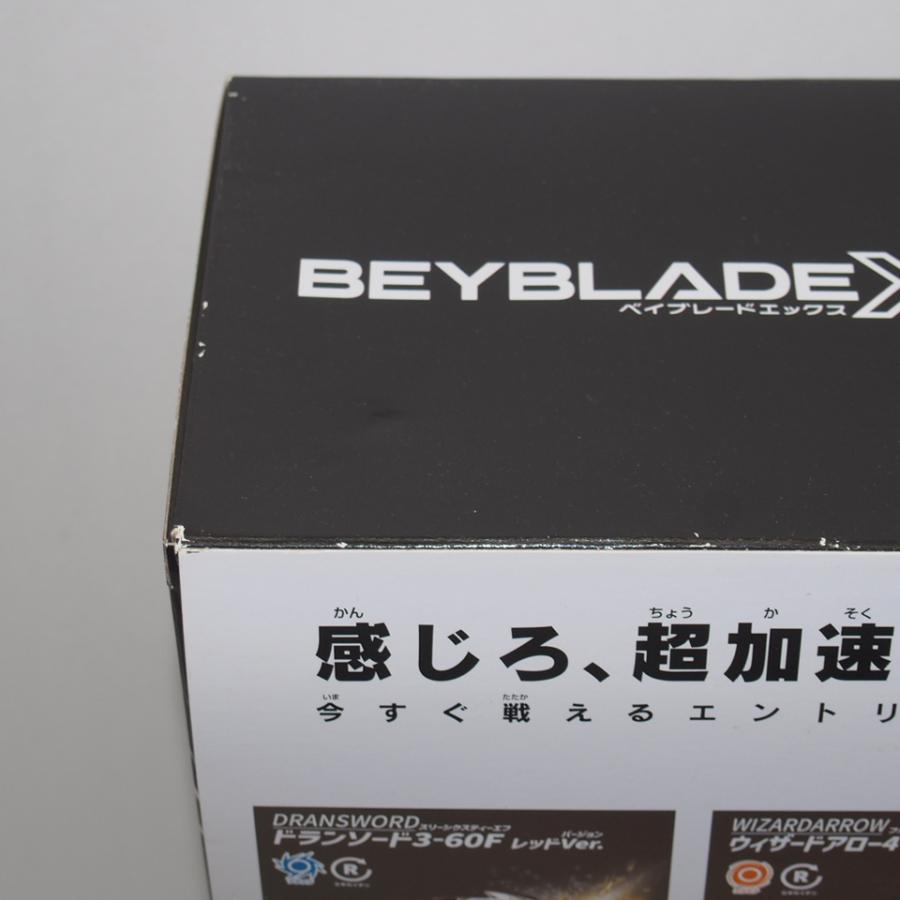 BEYBLADE X
ベイブレードエックス
かん ちょう か そく
感じろ、超加速
いま たたか
今すぐ戦えるエントリ
DRANSWORD スリーシクスティーエフ バージョン
ドランソード3-60F レッドVer.
WIZARDARROW
ウィザードアロー4
R
R